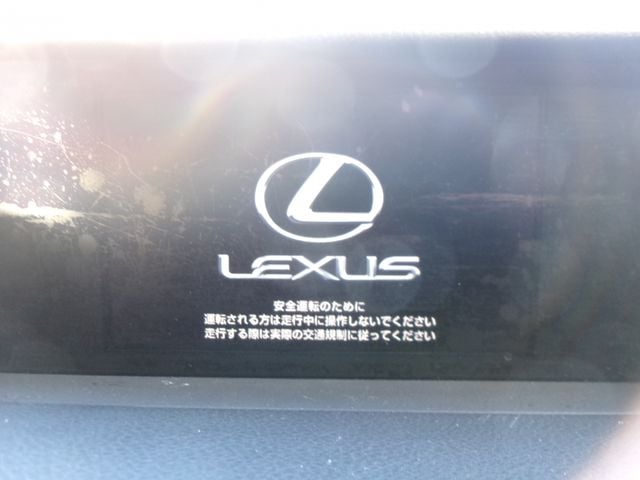 LEXUS
安全運転のために
運転される方は走行中に操作しないでください
走行する際は実際の交通規制に従ってください